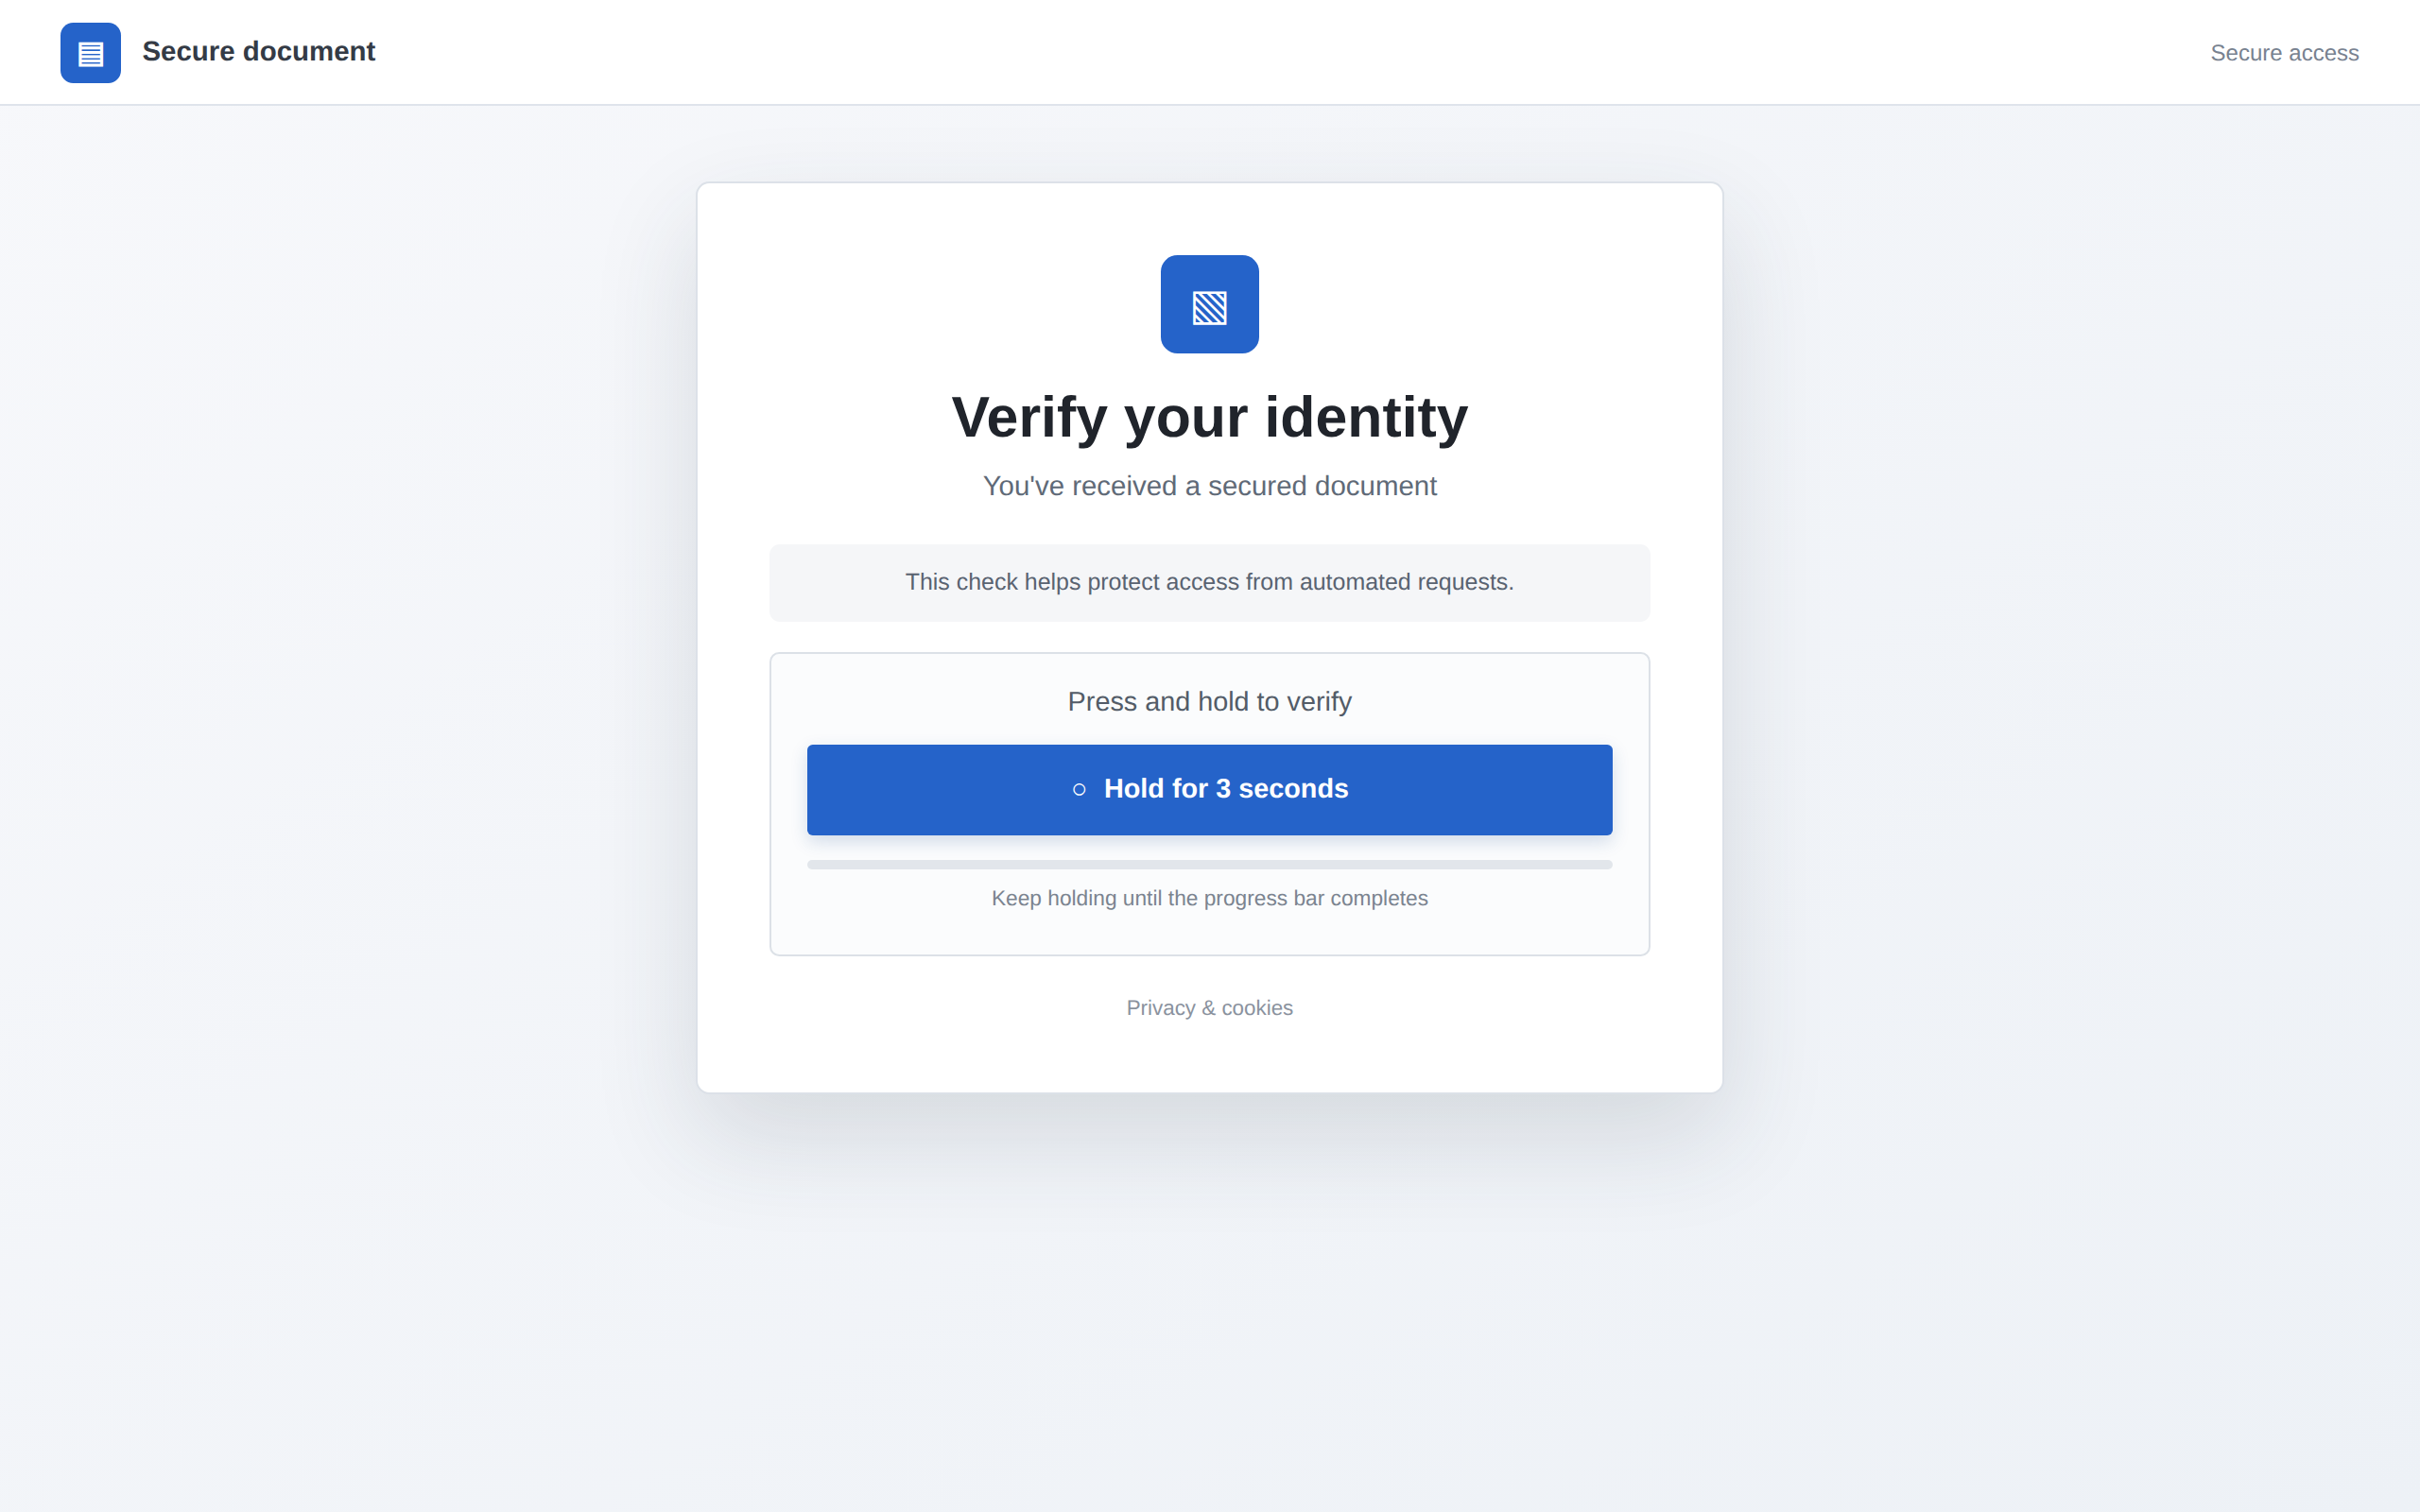 Secure document
Secure access
Verify your identity
You've received a secured document
This check helps protect access from automated requests.
Press and hold to verify
○ Hold for 3 seconds
Keep holding until the progress bar completes
Privacy & cookies